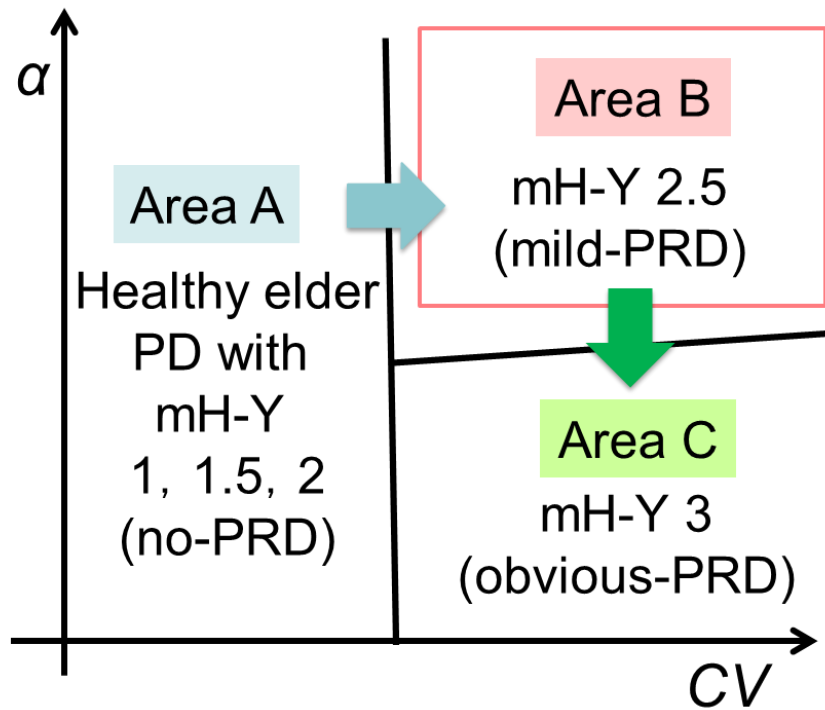 α
Area A
Healthy elder
PD with
mH-Y
1, 1.5, 2
(no-PRD)
Area B
mH-Y 2.5
(mild-PRD)
Area C
mH-Y 3
(obvious-PRD)
CV